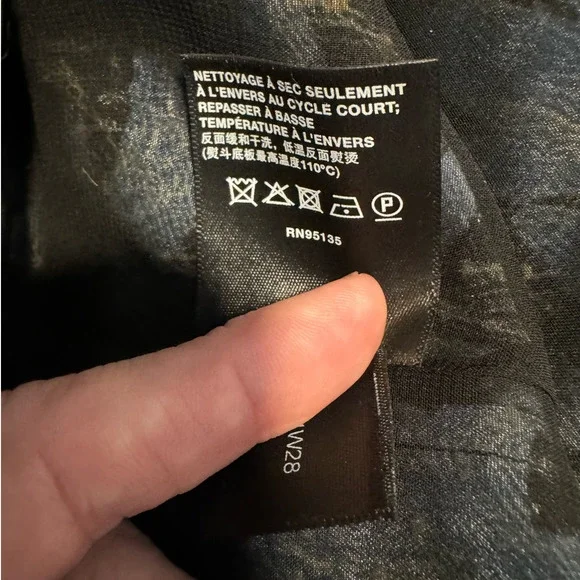 NETTOYAGE À SEC SEULEMENT
À L'ENVERS AU CYCLE COURT;
REPASSER À BASSE
TEMPÉRATURE À L'ENVERS
反面缓和干洗，低温反面熨烫
(熨斗底板最高温度110°C)
P
RN95135
W28